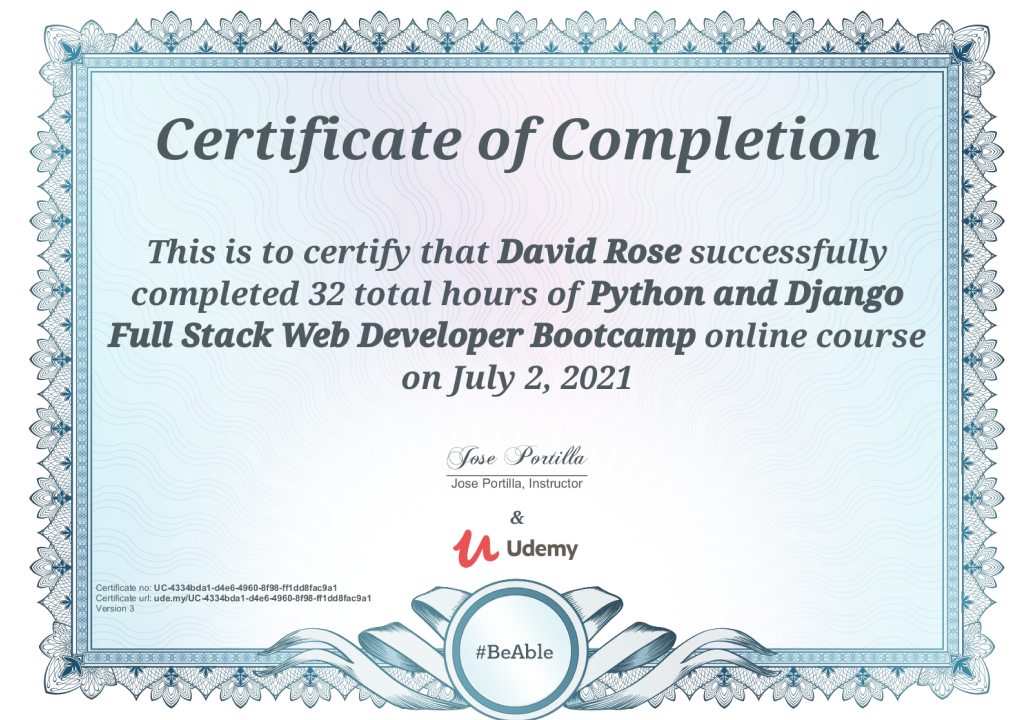 Certificate of Completion
This is to certify that David Rose successfully
completed 32 total hours of Python and Django
Full Stack Web Developer Bootcamp online course
on July 2, 2021
Jose Portilla
Jose Portilla, Instructor
&
Udemy
Certificate no: UC-4334bda1-d4e6-4960-8f98-ff1dd8fac9a1
Certificate url: ude.my/UC-4334bda1-d4e6-4960-8f98-ff1dd8fac9a1
Version 3
#BeAble